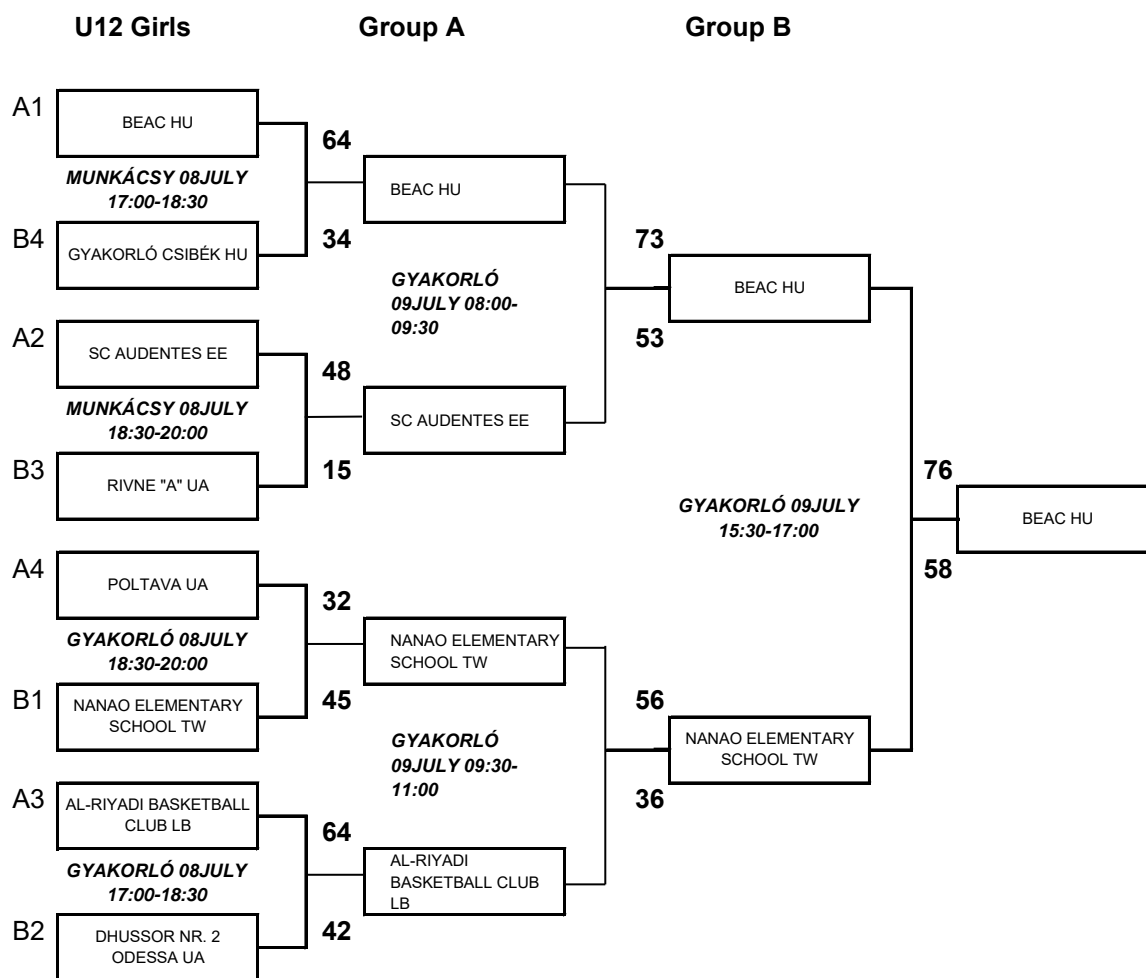 U12 Girls
Group A
Group B
A1
BEAC HU
64
MUNKÁCSY 08JULY
17:00-18:30
BEAC HU
B4
GYAKORLÓ CSIBÉK HU
34
73
GYAKORLÓ
09JULY 08:00-
09:30
BEAC HU
A2
SC AUDENTES EE
53
48
MUNKÁCSY 08JULY
18:30-20:00
SC AUDENTES EE
B3
RIVNE "A" UA
15
76
GYAKORLÓ 09JULY
15:30-17:00
BEAC HU
A4
POLTAVA UA
58
32
GYAKORLÓ 08JULY
18:30-20:00
NANAO ELEMENTARY
SCHOOL TW
B1
NANAO ELEMENTARY
SCHOOL TW
45
56
GYAKORLÓ
09JULY 09:30-
11:00
NANAO ELEMENTARY
SCHOOL TW
A3
AL-RIYADI BASKETBALL
CLUB LB
36
64
GYAKORLÓ 08JULY
17:00-18:30
AL-RIYADI
BASKETBALL CLUB
LB
B2
DHUSSOR NR. 2
ODESSA UA
42